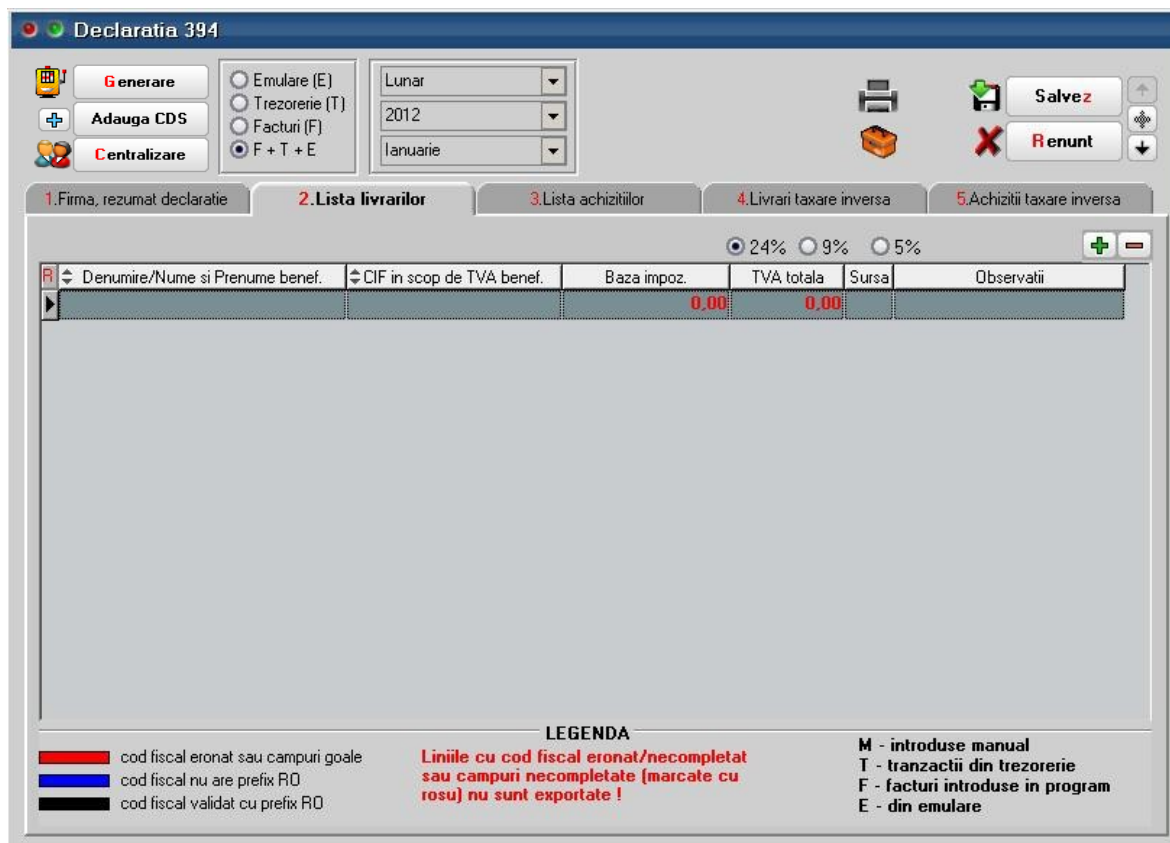 Declaratia 394
Generare
Adauga CDS
Centralizare
Emulare (E)
Trezorerie (T)
Facturi (F)
F + T + E
Lunar
2012
Ianuarie
Salvez
Renunt
1.Firma, rezumat declaratie
2.Lista livrarilor
3.Lista achizitiilor
4.Livrari taxare inversa
5.Achizitii taxare inversa
24% 9% 5%
R Denumire/Nume si Prenume benef. CIF in scop de TVA benef. Baza impoz. TVA totala Sursa Observatii
0,00 0,00
LEGENDA
cod fiscal eronat sau campuri goale
cod fiscal nu are prefix RO
cod fiscal validat cu prefix RO
Liniile cu cod fiscal eronat/necompletat
sau campuri necompletate (marcate cu
rosu) nu sunt exportate !
M - introduse manual
T - tranzactii din trezorerie
F - facturi introduse in program
E - din emulare